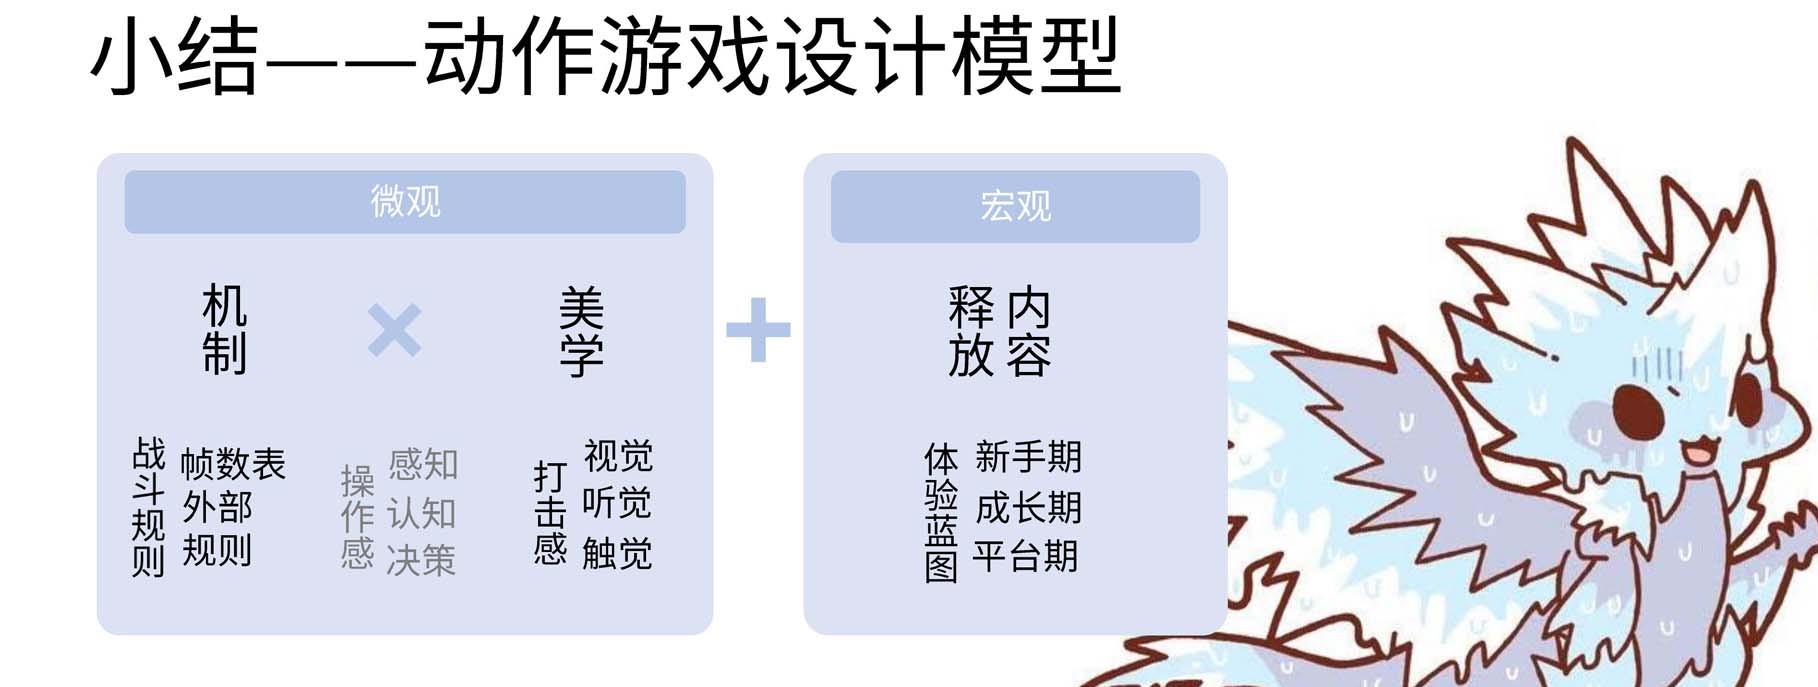 小结——动作游戏设计模型
微观
机制
×
美学
战斗规则
帧数表
外部
规则
操作感
感知
认知
决策
打击感
视觉
听觉
触觉
+
宏观
内容
释放
体验蓝图
新手期
成长期
平台期